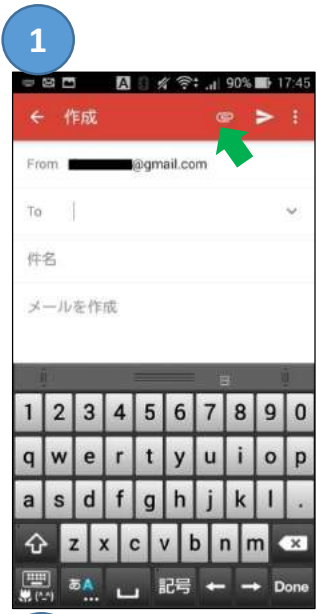 1
A 90% 17:45
作成
From @gmail.com
To
件名
メールを作成
1 2 3 4 5 6 7 8 9 0
q w e r t y u i o p
a s d f g h j k l .
z x c v b n m
(^-^) あA... 記号 Done